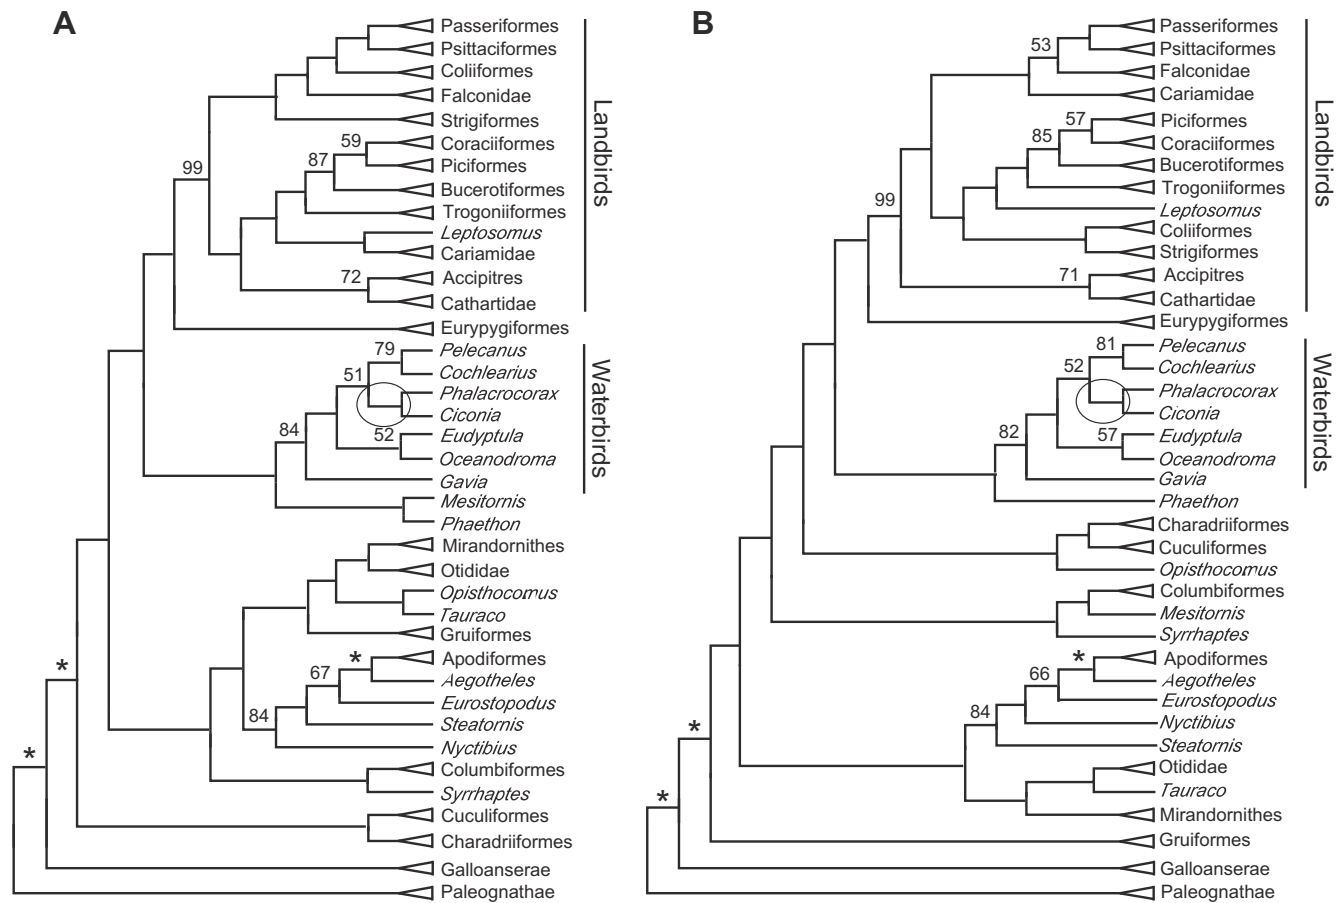 A
Passeriformes
Psittaciformes
Coliiformes
Falconidae
Strigiformes
59
Coraciiformes
87
Piciformes
99
Bucerotiformes
Trogoniiformes
Leptosomus
Cariamidae
72
Accipitres
Cathartidae
Eurypygiformes
79
Pelecanus
51
Cochlearius
Phalacrocorax
Ciconia
84
52
Eudyptula
Oceanodroma
Gavia
Mesitornis
Phaethon
Mirandornithes
Otididae
Opisthocomus
Tauraco
Gruiformes
*
*
67
Apodiformes
Aegotheles
Eurostopodus
84
Steatornis
Nyctibius
*
Columbiformes
Syrrhaptes
Cuculiformes
Charadriiformes
Galloanserae
Paleognathae
Landbirds
Waterbirds
B
Passeriformes
53
Psittaciformes
Falconidae
Cariamidae
57
Piciformes
85
Coraciiformes
Bucerotiformes
Trogoniiformes
99
Leptosomus
Coliiformes
Strigiformes
71
Accipitres
Cathartidae
Eurypygiformes
81
Pelecanus
52
Cochlearius
Phalacrocorax
Ciconia
82
57
Eudyptula
Oceanodroma
Gavia
Phaethon
Charadriiformes
Cuculiformes
Opisthocomus
Columbiformes
Mesitornis
Syrrhaptes
*
Apodiformes
66
Aegotheles
Eurostopodus
84
Nyctibius
*
Steatornis
Otididae
Tauraco
*
Mirandornithes
Gruiformes
Galloanserae
Paleognathae
Landbirds
Waterbirds